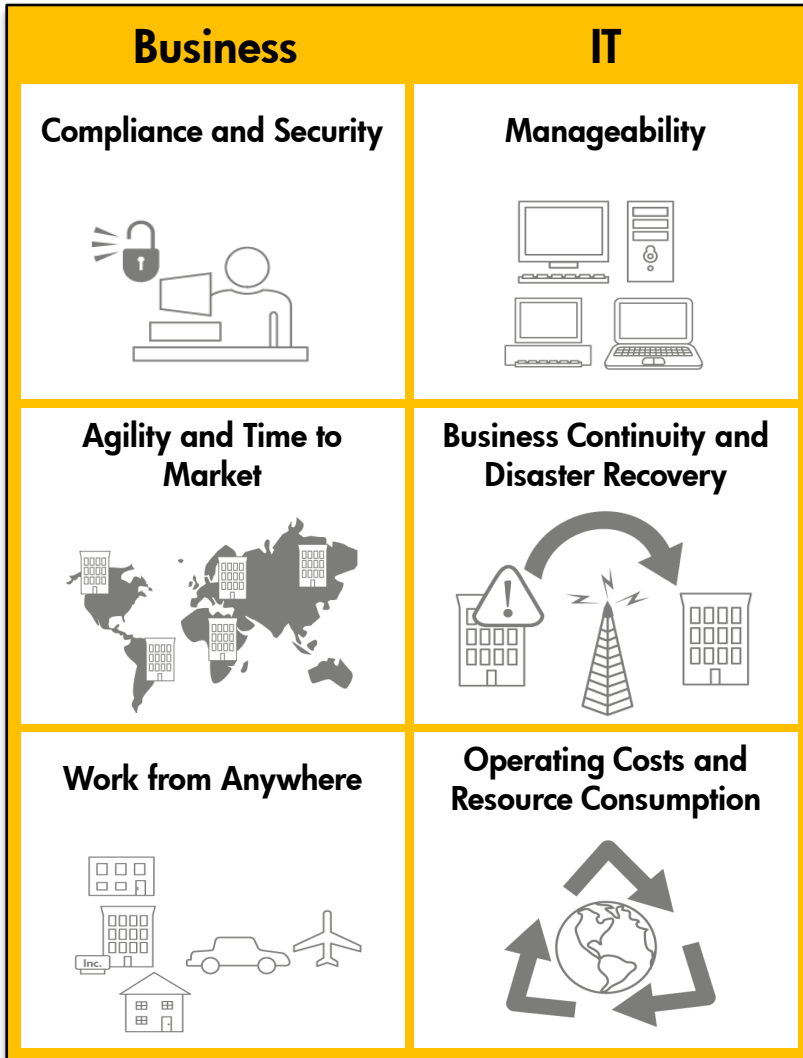 Business
IT
Compliance and Security
Manageability
Agility and Time to
Market
Business Continuity and
Disaster Recovery
Work from Anywhere
Inc.
Operating Costs and
Resource Consumption